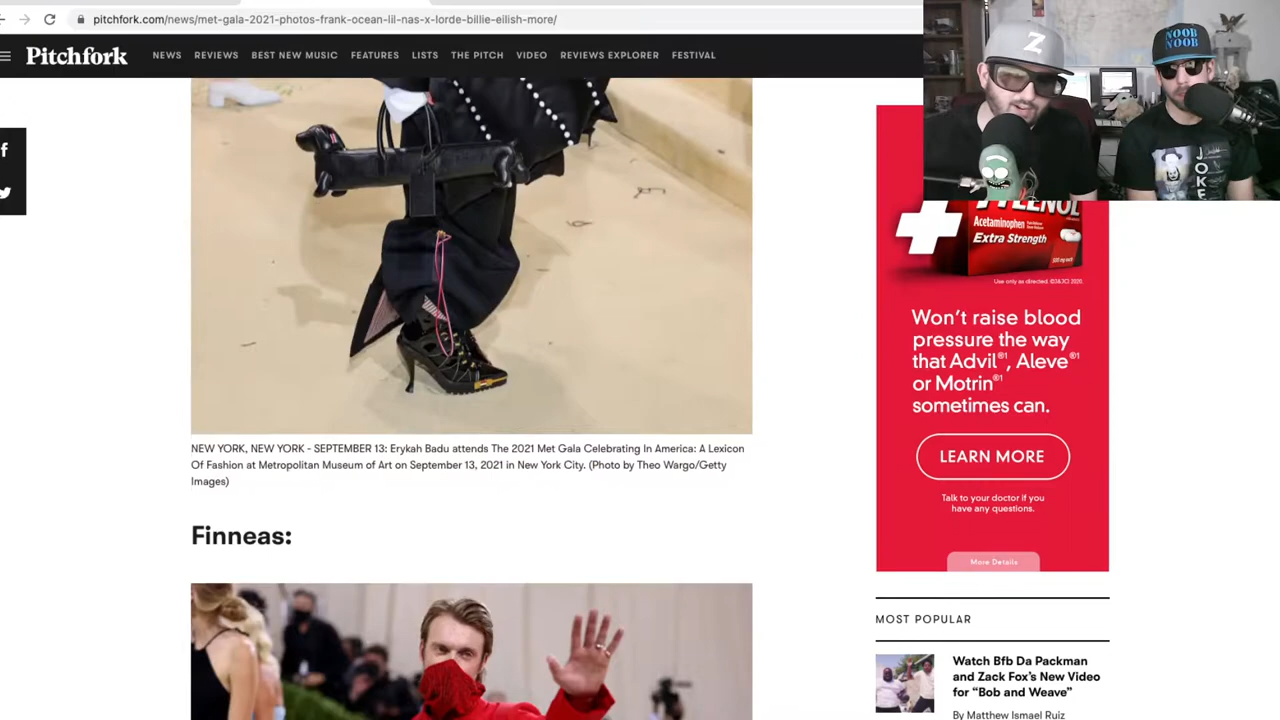 pitchfork.com/news/met-gala-2021-photos-frank-ocean-lil-nas-x-lorde-billie-eilish-more/
Pitchfork NEWS REVIEWS BEST NEW MUSIC FEATURES LISTS THE PITCH VIDEO REVIEWS EXPLORER FESTIVAL
Z
NOOB
NOOB
JOKE
TYLENOL
Acetaminophen
Extra Strength
Won't raise blood
pressure the way
that Advil®¹, Aleve®¹
or Motrin®¹
sometimes can.
LEARN MORE
Talk to your doctor if you
have any questions.
More Details
NEW YORK, NEW YORK - SEPTEMBER 13: Erykah Badu attends The 2021 Met Gala Celebrating In America: A Lexicon
Of Fashion at Metropolitan Museum of Art on September 13, 2021 in New York City. (Photo by Theo Wargo/Getty
Images)
Finneas:
MOST POPULAR
Watch Bfb Da Packman
and Zack Fox's New Video
for “Bob and Weave”
By Matthew Ismael Ruiz